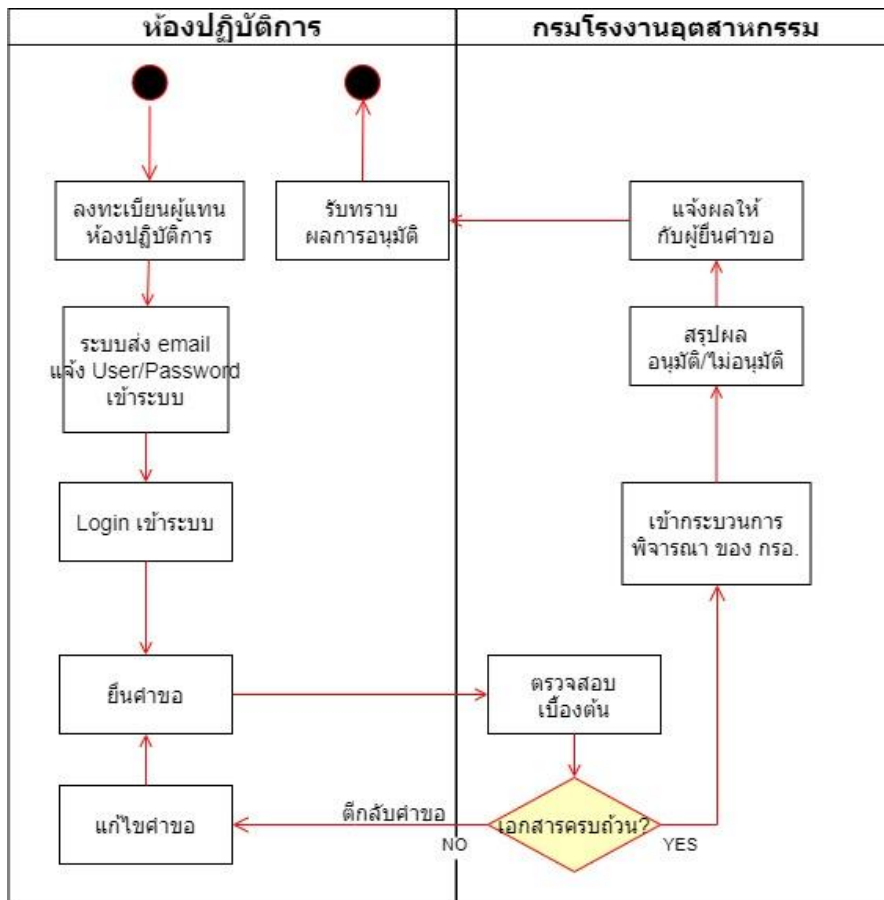 ห้องปฏิบัติการ
กรมโรงงานอุตสาหกรรม
ลงทะเบียนผู้แทน
ห้องปฏิบัติการ
รับทราบ
ผลการอนุมัติ
แจ้งผลให้
กับผู้ยื่นคำขอ
ระบบส่ง email
แจ้ง User/Password
เข้าระบบ
สรุปผล
อนุมัติ/ไม่อนุมัติ
Login เข้าระบบ
เข้ากระบวนการ
พิจารณา ของ กรอ.
ยื่นคำขอ
ตรวจสอบ
เบื้องต้น
แก้ไขคำขอ
ตีกลับคำขอ
NO
เอกสารครบถ้วน?
YES